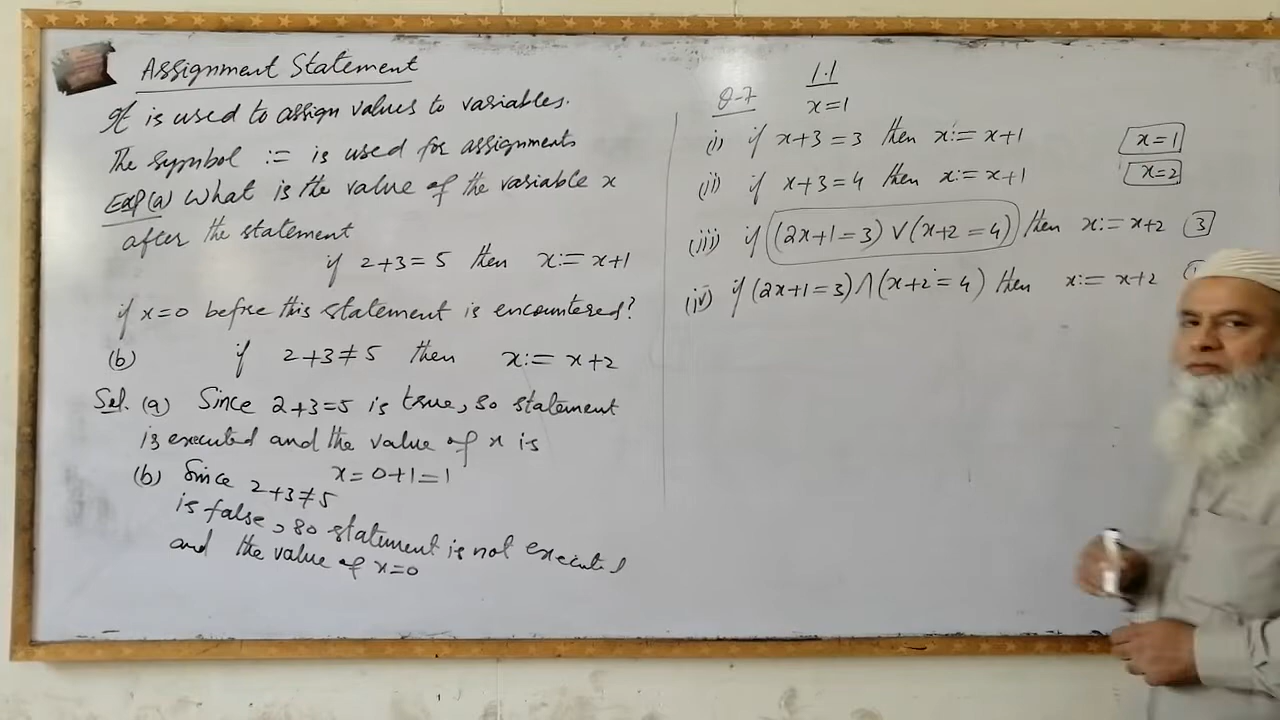 Assignment Statement
It is used to assign values to variables.
The symbol := is used for assignments
Exp(a) What is the value of the variable x
after the statement
if 2+3=5 then x:= x+1
if x=0 before this statement is encountered?
(b) if 2+3≠5 then x:= x+2
Sol. (a) Since 2+3=5 is true, so statement
is executed and the value of x is
x=0+1=1
(b) Since 2+3≠5
is false, so statement is not executed
and the value of x=0
1.1
Q-7 x=1
(i) if x+3=3 then x:= x+1 x=1
(ii) if x+3=4 then x:= x+1 x=2
(iii) if (2x+1=3) ∨ (x+2=4) then x:= x+2 3
(iv) if (2x+1=3) ∧ (x+2=4) then x:= x+2